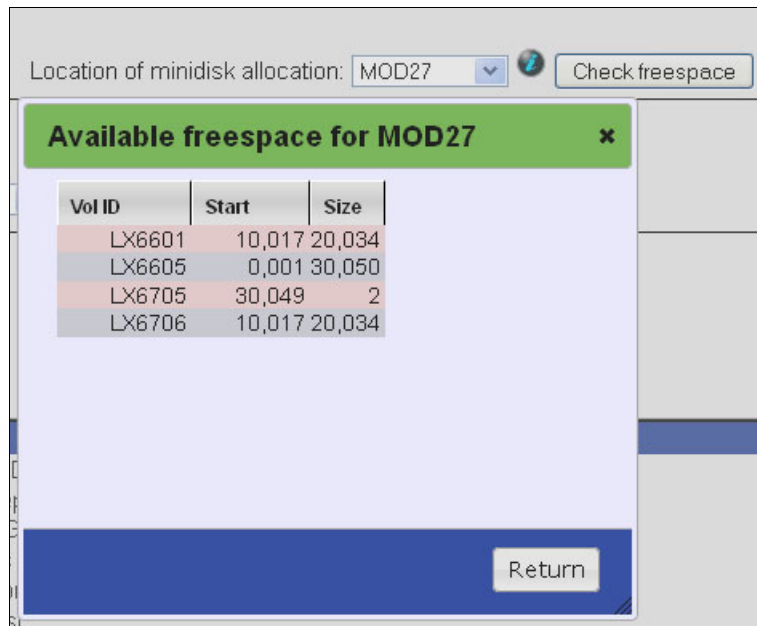 Location of minidisk allocation: MOD27 Check freespace
Available freespace for MOD27
Vol ID Start Size
LX6601 10,017 20,034
LX6605 0,001 30,050
LX6705 30,049 2
LX6706 10,017 20,034
Return